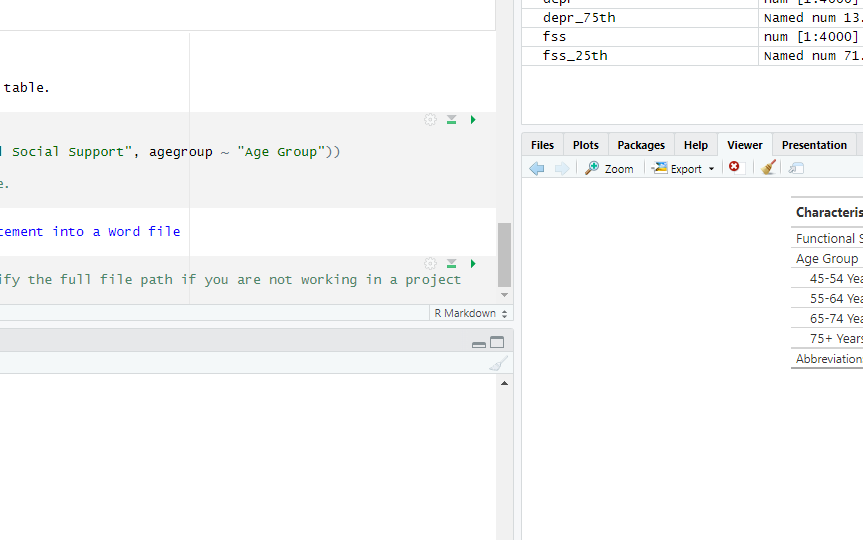 table.
Social Support", agegroup ~ "Age Group"))
e.
cement into a word file
ify the full file path if you are not working in a project
R Markdown
depr num [1:4000]
depr_75th Named num 13.
fss num [1:4000]
fss_25th Named num 71.
Files Plots Packages Help Viewer Presentation
Zoom Export
Characteris
Functional S
Age Group
45-54 Yea
55-64 Yea
65-74 Yea
75+ Years
Abbreviation